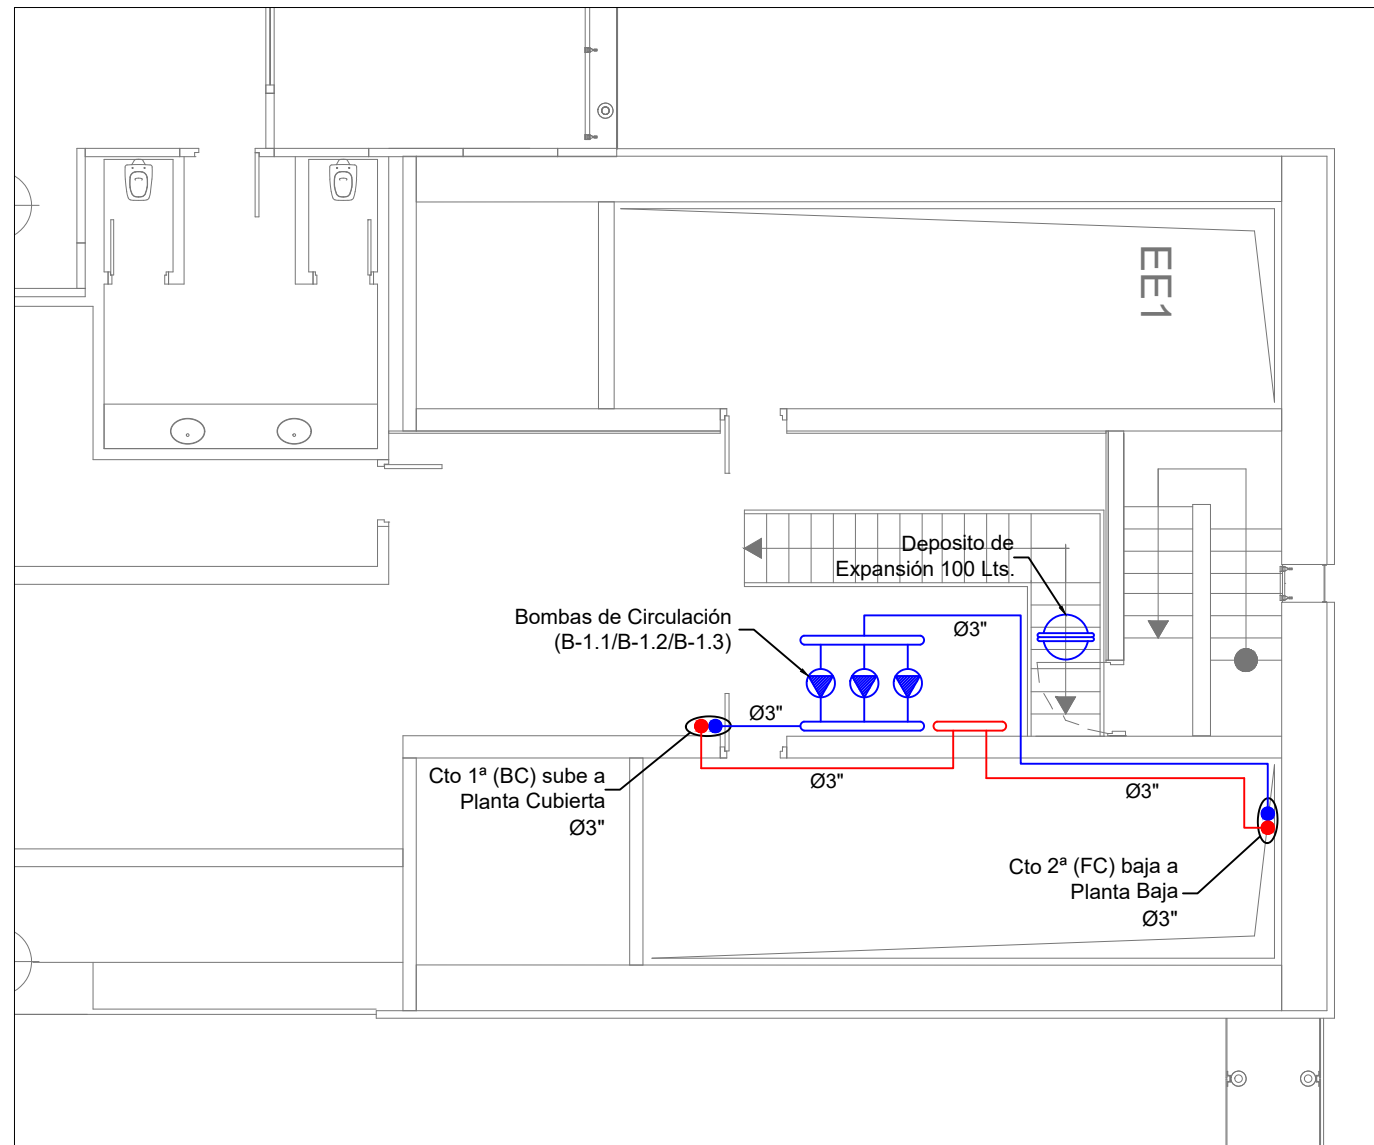 EE1
Deposito de
Expansión 100 Lts.
Bombas de Circulación
(B-1.1/B-1.2/B-1.3)
Ø3"
Ø3"
Cto 1ª (BC) sube a
Planta Cubierta
Ø3"
Ø3"
Ø3"
Cto 2ª (FC) baja a
Planta Baja
Ø3"